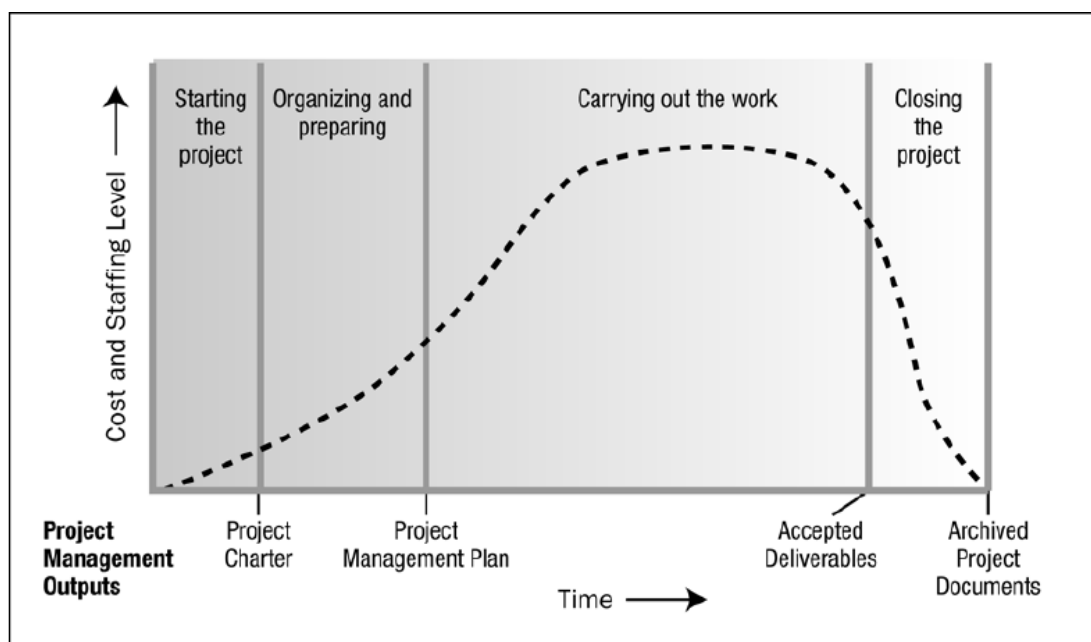 Starting
the
project
Organizing and
preparing
Carrying out the work
Closing
the
project
Cost and Staffing Level
Project
Management
Outputs
Project
Charter
Project
Management Plan
Accepted
Deliverables
Archived
Project
Documents
Time